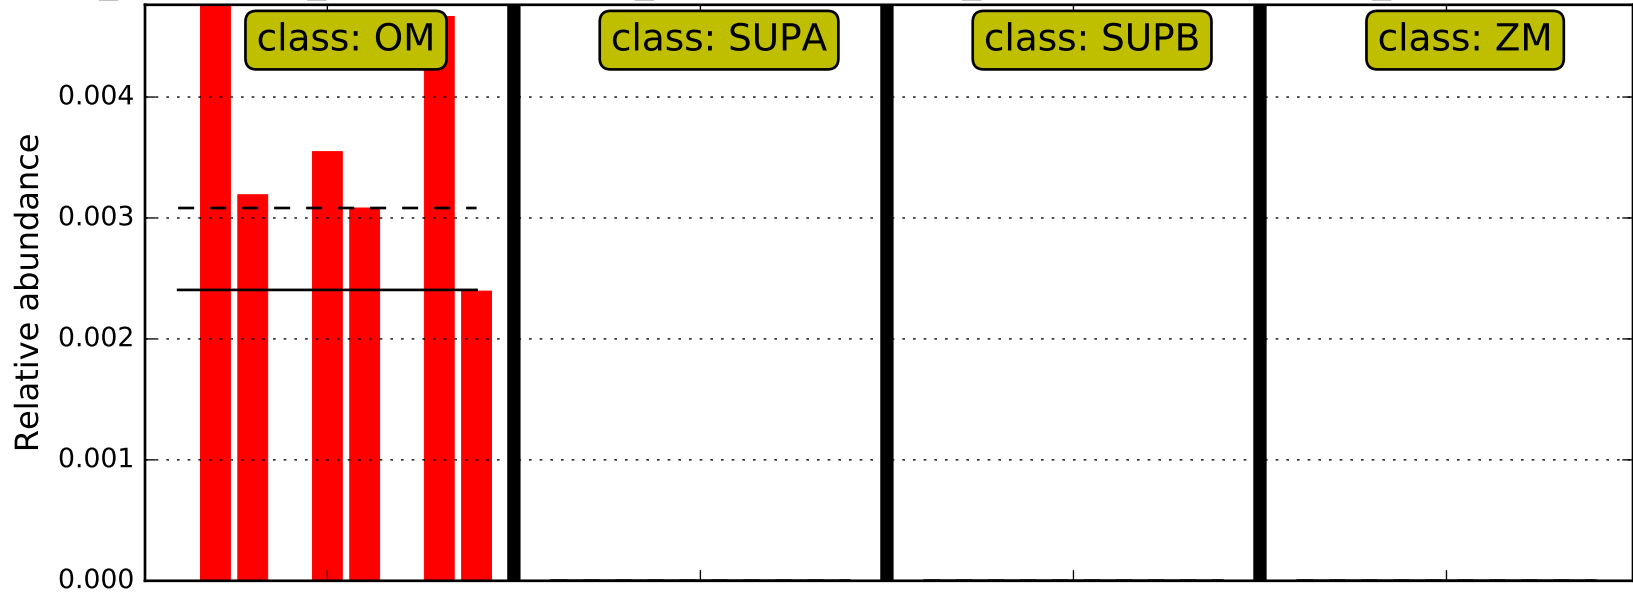 class: OM
class: SUPA
class: SUPB
class: ZM
0.004
0.003
0.002
0.001
0.000
Relative abundance